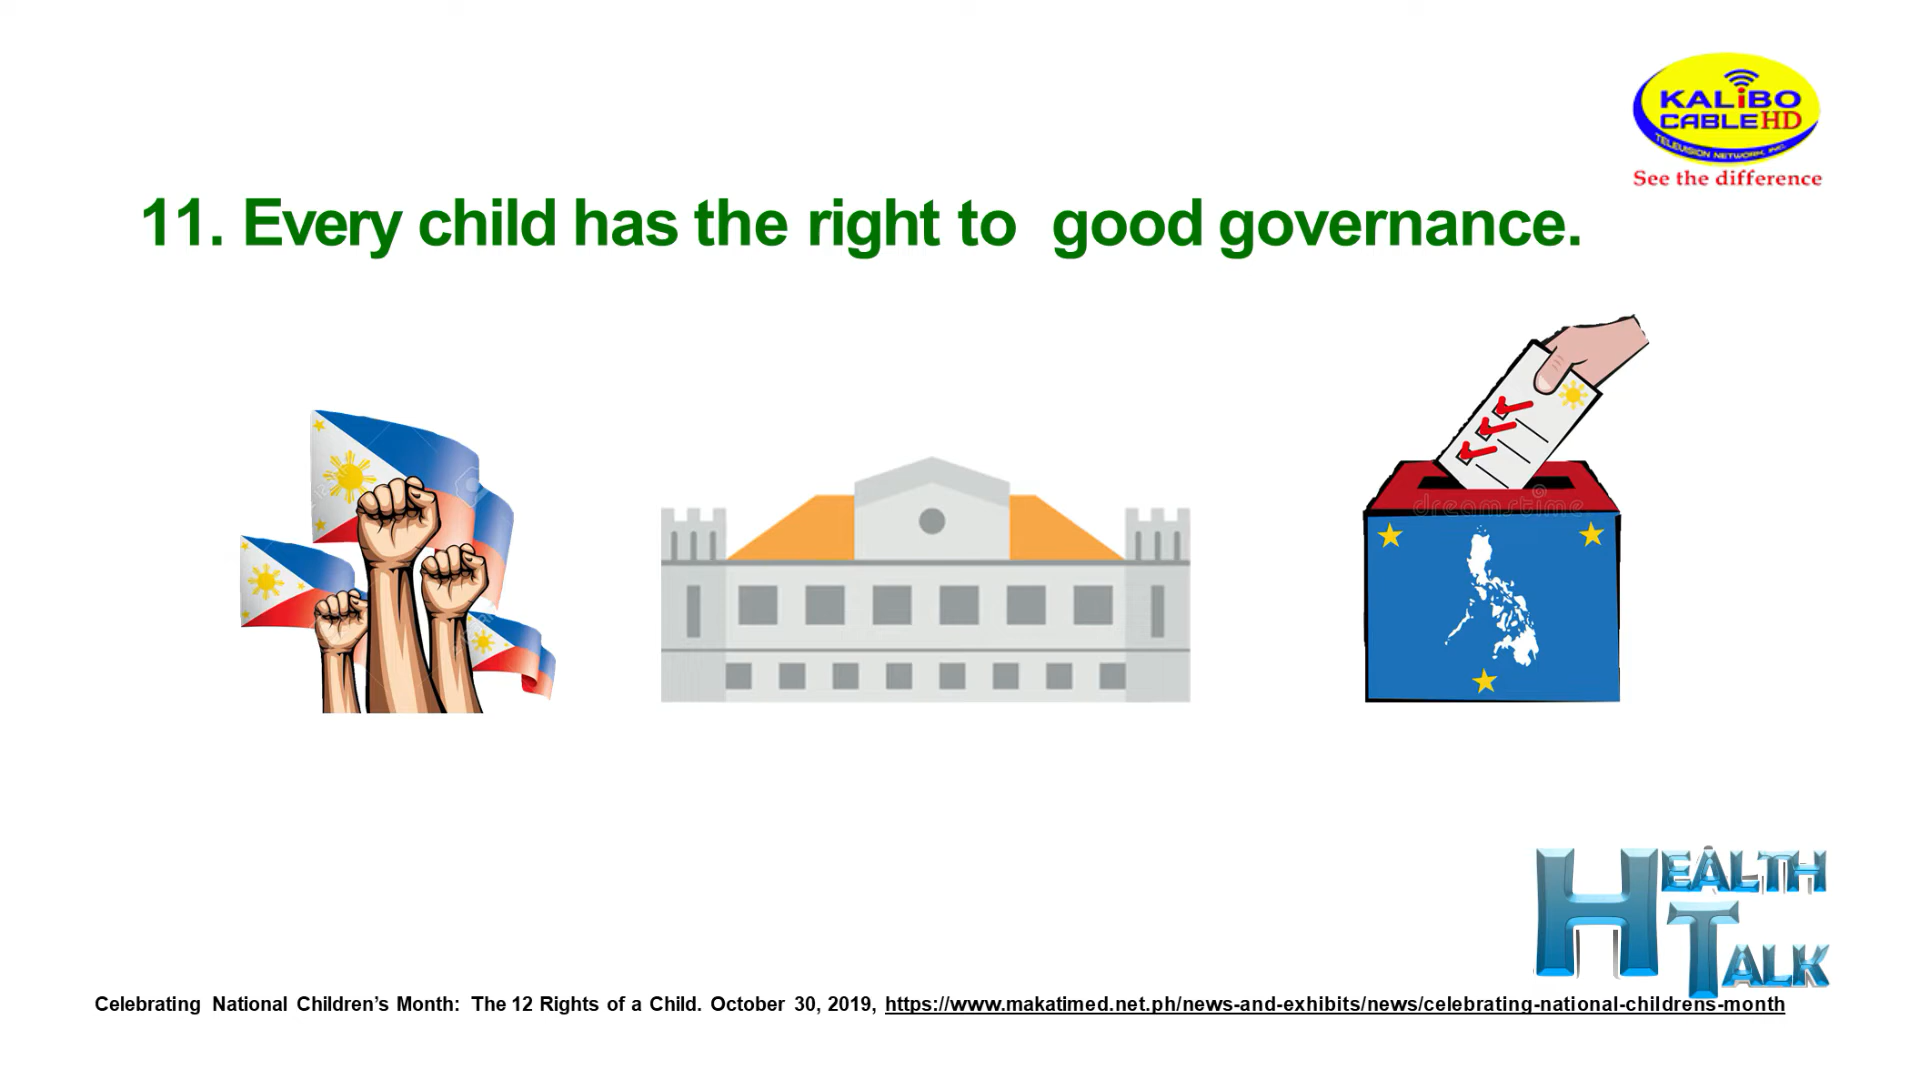 KALiBO
CABLEHD
TELEVISION NETWORK, INC.
See the difference
11. Every child has the right to  good governance.
dreamstime
HEALTH
TALK
Celebrating National Children's Month: The 12 Rights of a Child. October 30, 2019, https://www.makatimed.net.ph/news-and-exhibits/news/celebrating-national-childrens-month